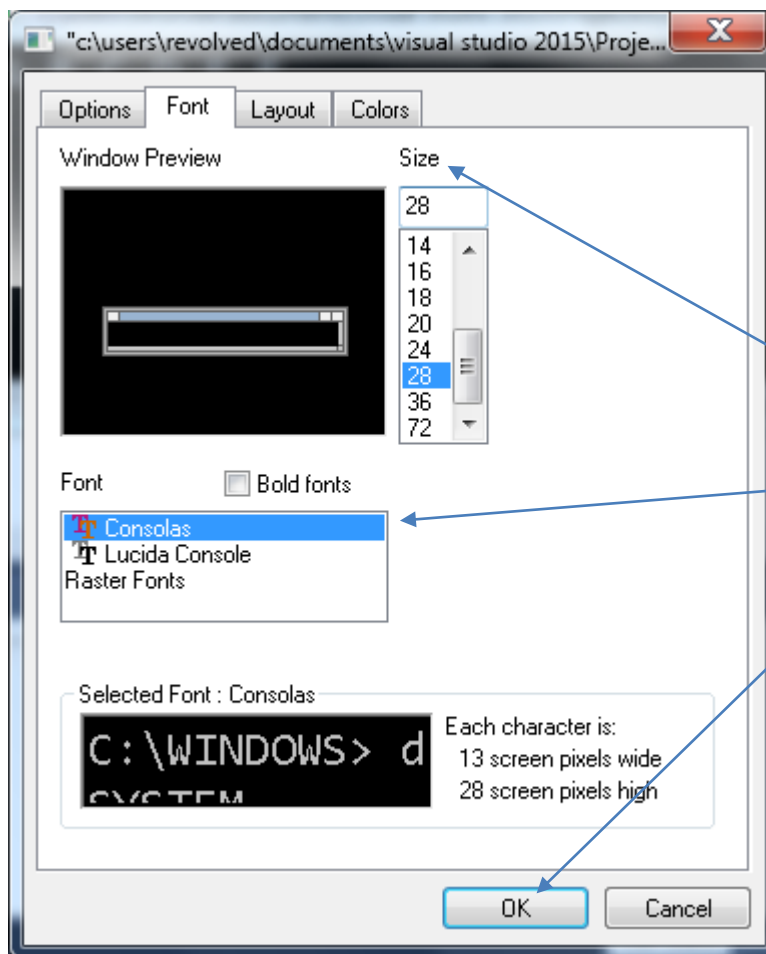 "c:\users\revolved\documents\visual studio 2015\Proje...
Options Font Layout Colors
Window Preview
Size
28
14
16
18
20
24
28
36
72
Font
Bold fonts
Consolas
Lucida Console
Raster Fonts
Selected Font : Consolas
C:\WINDOWS> d
SYSTEM
Each character is:
13 screen pixels wide
28 screen pixels high
OK Cancel